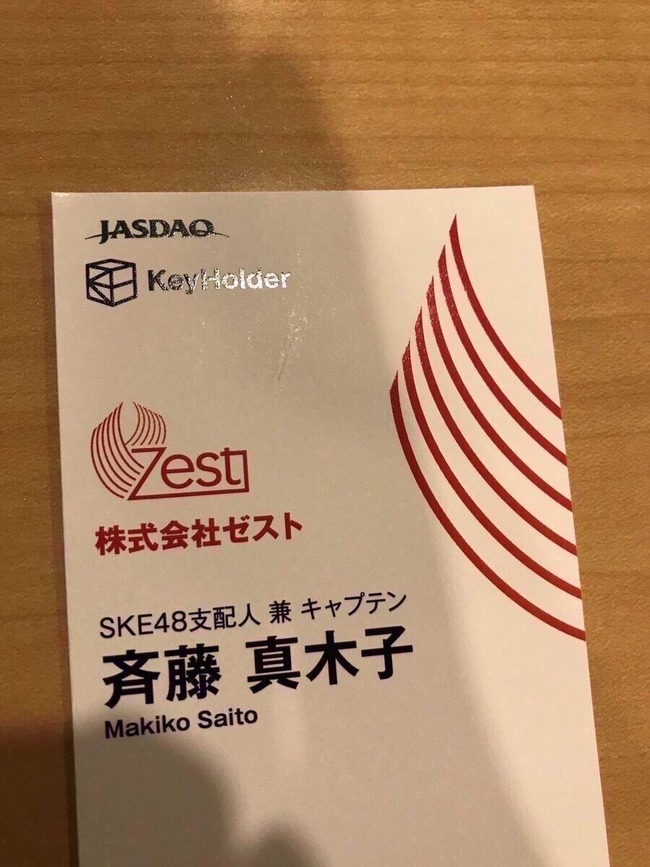 JASDAQ
KeyHolder
Zest
株式会社ゼスト
SKE48支配人 兼 キャプテン
斉藤 真木子
Makiko Saito